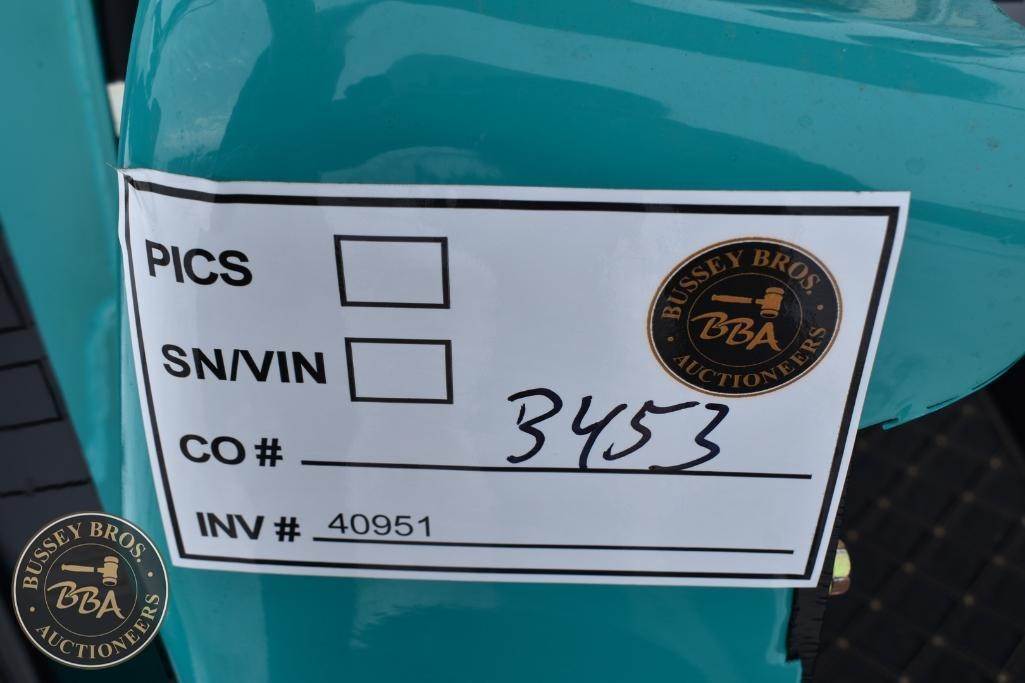 PICS
BUSSEY BROS.
BBA
AUCTIONEERS
SN/VIN
CO # 3453
INV # 40951
BUSSEY BROS.
BBA
AUCTIONEERS